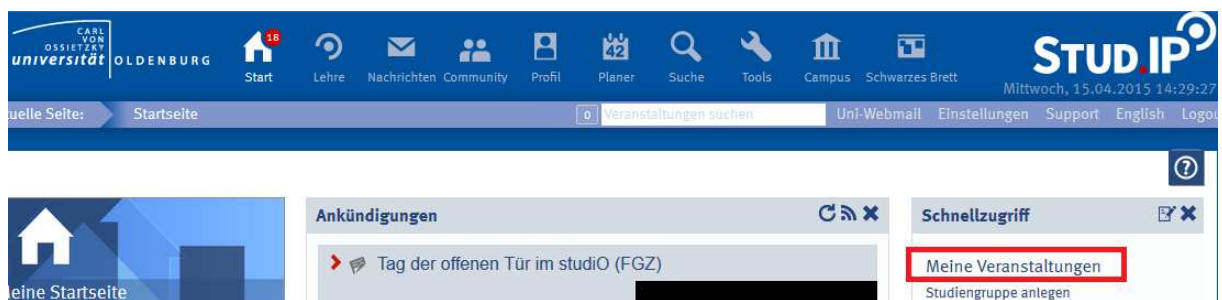 CARL
VON
OSSIETZKY
universität OLDENBURG
18
Start
Lehre
Nachrichten
Community
Profil
42
Planer
Suche
Tools
Campus
Schwarzes Brett
STUD.IP
Mittwoch, 15.04.2015 14:29:27
tuelle Seite: Startseite
0 Veranstaltungen suchen
Uni-Webmail Einstellungen Support English Logou
?
Ankündigungen
Tag der offenen Tür im studiO (FGZ)
Schnellzugriff
Meine Veranstaltungen
Studiengruppe anlegen
leine Startseite